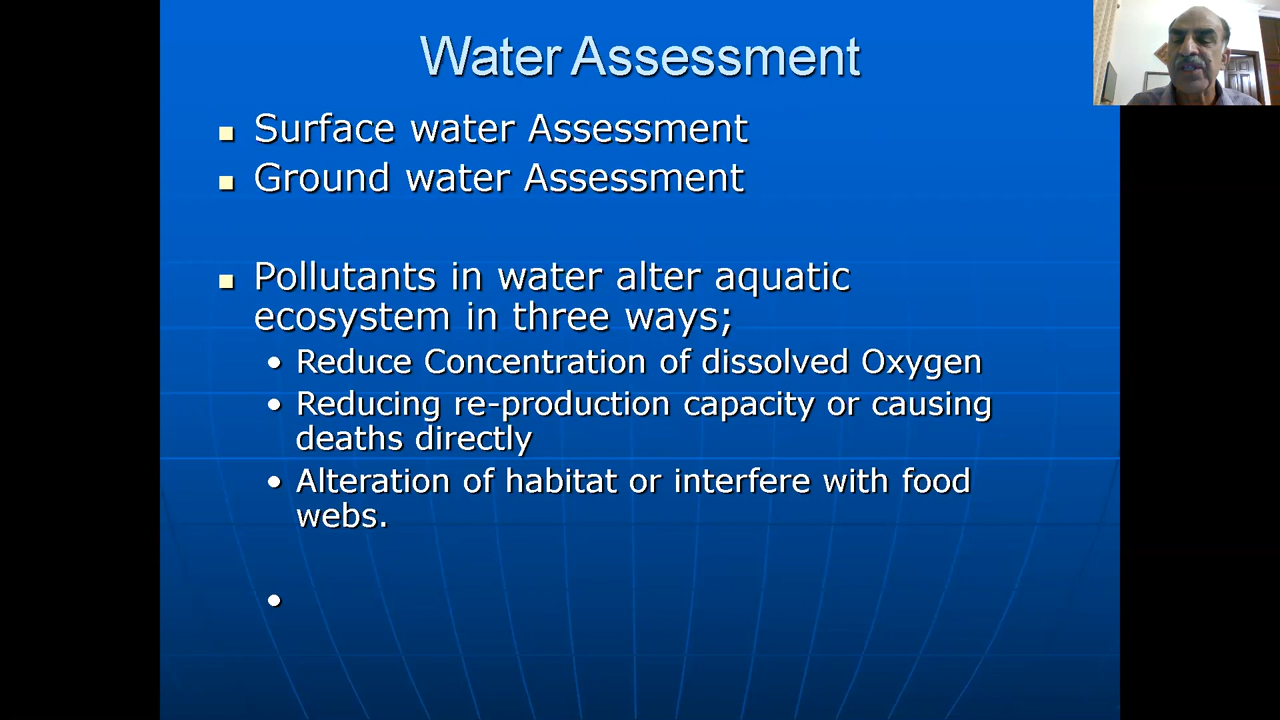 Water Assessment
Surface water Assessment
Ground water Assessment
Pollutants in water alter aquatic
ecosystem in three ways;
Reduce Concentration of dissolved Oxygen
Reducing re-production capacity or causing
deaths directly
Alteration of habitat or interfere with food
webs.